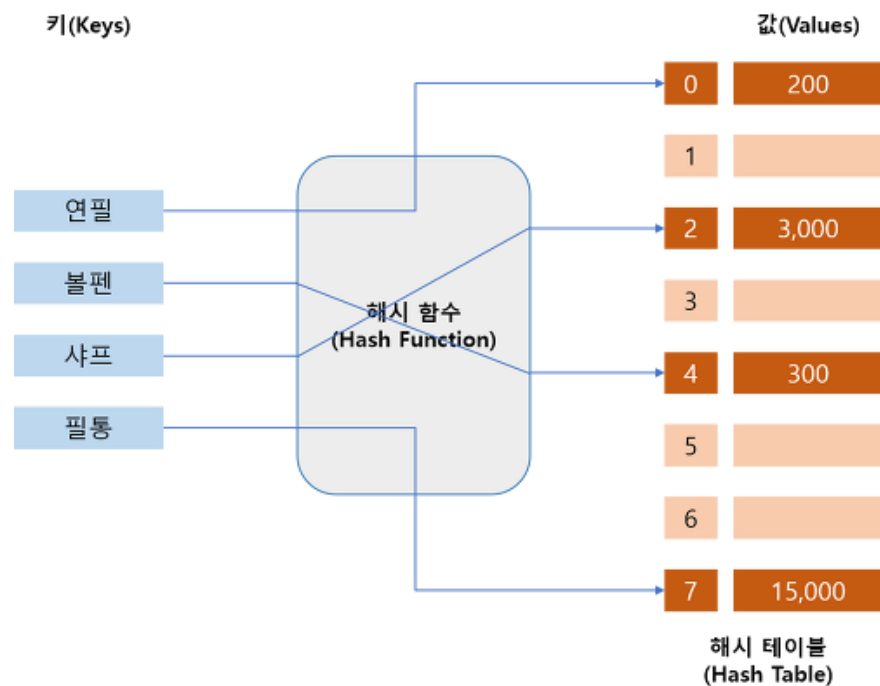 키(Keys)
값(Values)
0 200
1
연필
2 3,000
볼펜
3
해시 함수
(Hash Function)
샤프
4 300
필통
5
6
7 15,000
해시 테이블
(Hash Table)